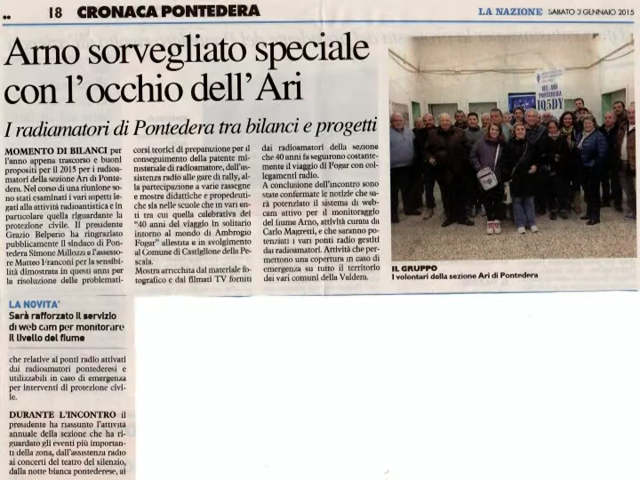 18 CRONACA PONTEDERA
LA NAZIONE SABATO 3 GENNAIO 2015
Arno sorvegliato speciale
con l'occhio dell'Ari
I radiamatori di Pontedera tra bilanci e progetti
MOMENTO DI BILANCI per
l'anno appena trascorso e buoni
propositi per il 2015 per i radioa-
matori della sezione Ari di Ponte-
dera. Nel corso di una riunione so-
no stati esaminati i vari aspetti lega-
ti alla attività radioantistica e in
particolare quella riguardante la
protezione civile. Il presidente
Grazio Belperio ha ringraziato
pubblicamente il sindaco di Pon-
tedera Simone Millozzi e l'assesso-
re Matteo Franconi per la sensibi-
lità dimostrata in questi anni per
la risoluzione delle problemati-
LA NOVITA'
Sarà rafforzato il servizio
di web cam per monitorare
il livello del fiume
che relative ai ponti radio attivati
dai radioamatori pontederesi e
utilizzabili in caso di emergenza
per interventi di protezione civi-
le.
DURANTE L'INCONTRO il
presidente ha riassunto l'attività
annuale della sezione che ha ri-
guardato gli eventi più importan-
ti della zona, dall'assistenza radio
ai concerti del teatro del silenzio,
dalla notte bianca pontederese, ai
corsi teorici di preparazione per il
conseguimento della patente mi-
nisteriale di radioamatore, dall'as-
sistenza radio alle gare di rally, al-
la partecipazione a varie rassegne
e mostre didattiche e propedeuti-
che sia nelle scuole che in vari en-
ti tra cui quella celebrativa del
"40 anni del viaggio in solitario
intorno al mondo di Ambrogio
Fogar" allestita e in svolgimento
al Comune di Castiglione della Pe-
scaia.
Mostra arricchita dal materiale fo-
tografico e dai filmati TV forniti
dai radioamatori della sezione
che 40 anni fa seguirono costante-
mente il viaggio di Fogar con col-
legamenti radio.
A conclusione dell'incontro sono
state confermate le notizie che sa-
rà potenziato il sistema di web-
cam attivo per il monitoraggio
del fiume Arno, attività curata da
Carlo Magretti, e che saranno po-
tenziati i vari ponti radio gestiti
dai radioamatori. Attività che per-
mettono una copertura in caso di
emergenza su tutto il territorio
dei vari comuni della Valdera.
PONTEDERA
IQ5DY
IL GRUPPO
I volontari della sezione Ari di Pontedera